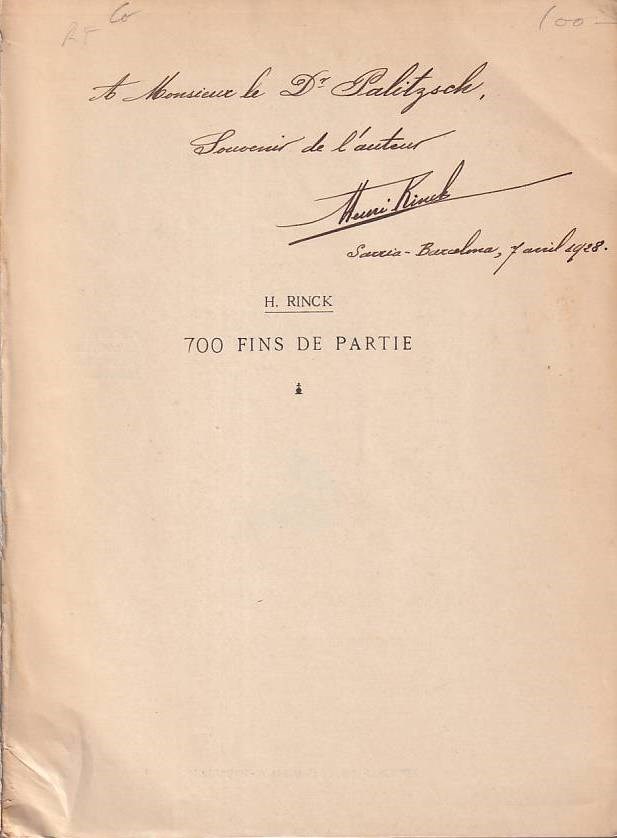 Co
100-
A Monsieur le Dr Palitzsch,
Souvenir de l'auteur
Henri Rinck
Sarria-Barcelona, 7 avril 1928.
H. RINCK
700 FINS DE PARTIE